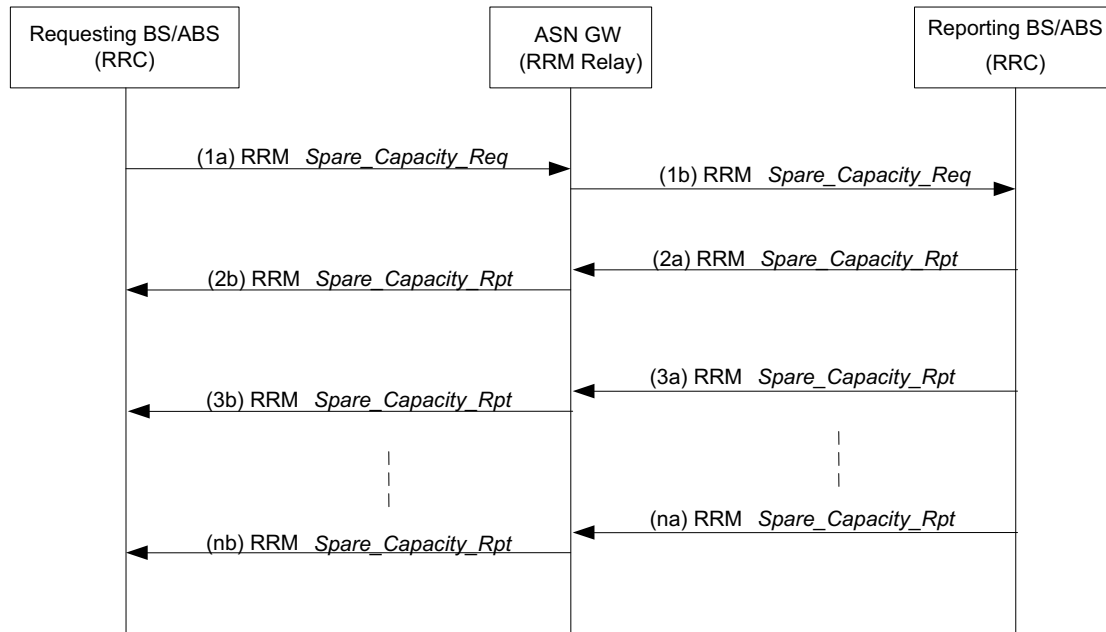 Requesting BS/ABS
(RRC)
ASN GW
(RRM Relay)
Reporting BS/ABS
(RRC)
(1a) RRM Spare_Capacity_Req
(1b) RRM Spare_Capacity_Req
(2a) RRM Spare_Capacity_Rpt
(2b) RRM Spare_Capacity_Rpt
(3a) RRM Spare_Capacity_Rpt
(3b) RRM Spare_Capacity_Rpt
(na) RRM Spare_Capacity_Rpt
(nb) RRM Spare_Capacity_Rpt